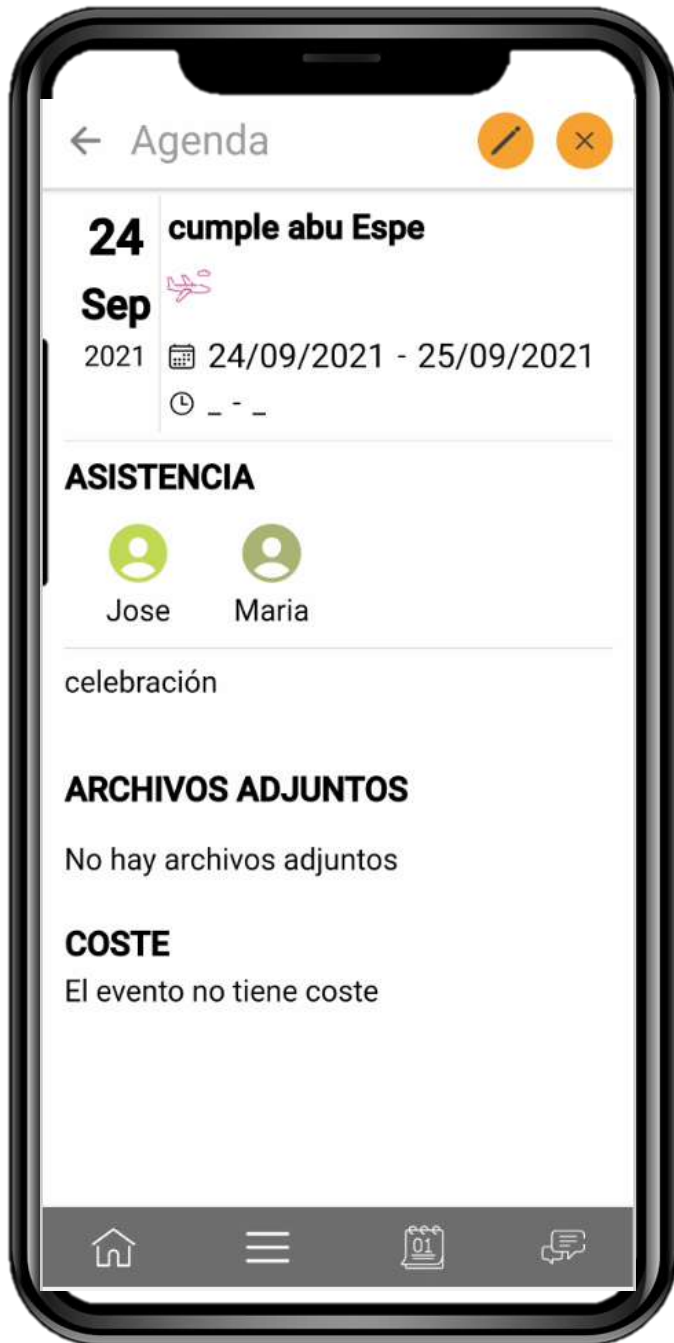 Agenda
24
Sep
2021
cumple abu Espe
24/09/2021 - 25/09/2021
_ - _
ASISTENCIA
Jose
Maria
celebración
ARCHIVOS ADJUNTOS
No hay archivos adjuntos
COSTE
El evento no tiene coste
01